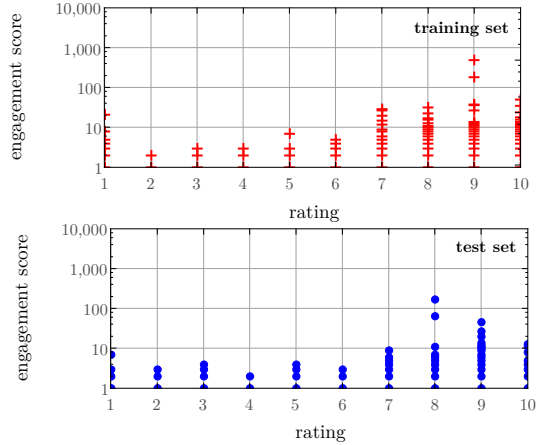 10,000
training set
1,000
100
10
1
engagement score
1 2 3 4 5 6 7 8 9 10
rating
10,000
test set
1,000
100
10
1
engagement score
1 2 3 4 5 6 7 8 9 10
rating